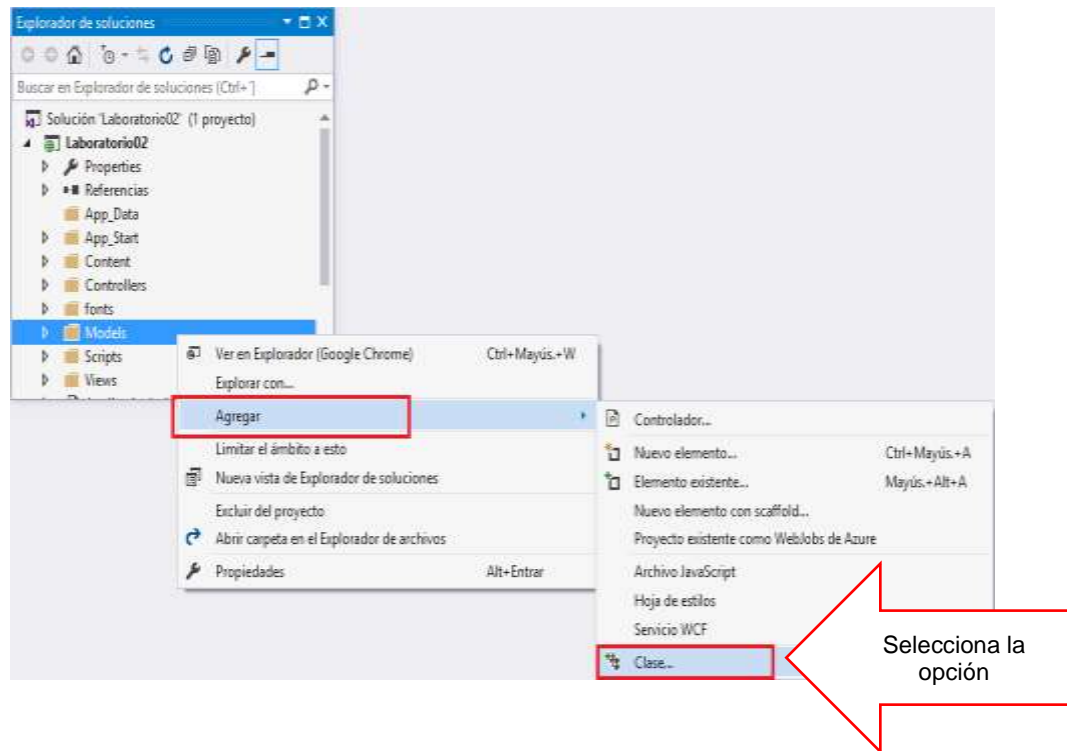 Explorador de soluciones
Buscar en Explorador de soluciones (Ctrl+')
Solución 'Laboratorio02' (1 proyecto)
Laboratorio02
Properties
Referencias
App_Data
App_Start
Content
Controllers
fonts
Models
Scripts
Views
Ver en Explorador (Google Chrome) Ctrl+Mayús.+W
Explorar con...
Agregar
Limitar el ámbito a esto
Nueva vista de Explorador de soluciones
Excluir del proyecto
Abrir carpeta en el Explorador de archivos
Propiedades Alt+Entrar
Controlador...
Nuevo elemento... Ctrl+Mayús.+A
Elemento existente... Mayús.+Alt+A
Nuevo elemento con scaffold...
Proyecto existente como WebJobs de Azure
Archivo JavaScript
Hoja de estilos
Servicio WCF
Clase...
Selecciona la
opción